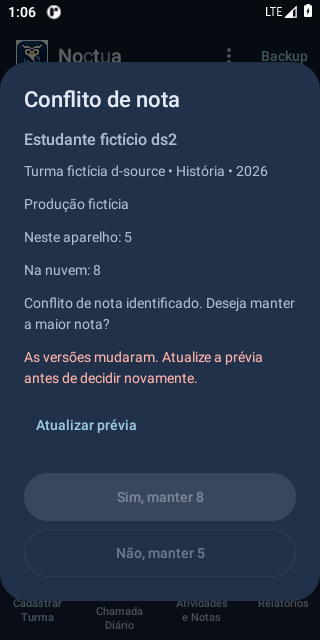 1:06
LTE
Noctua
Backup
Conflito de nota
Estudante fictício ds2
Turma fictícia d-source • História • 2026
Produção fictícia
Neste aparelho: 5
Na nuvem: 8
Conflito de nota identificado. Deseja manter
a maior nota?
As versões mudaram. Atualize a prévia
antes de decidir novamente.
Atualizar prévia
Sim, manter 8
Não, manter 5
Cadastrar
Turma
Chamada
Diário
Atividades
e Notas
Relatórios